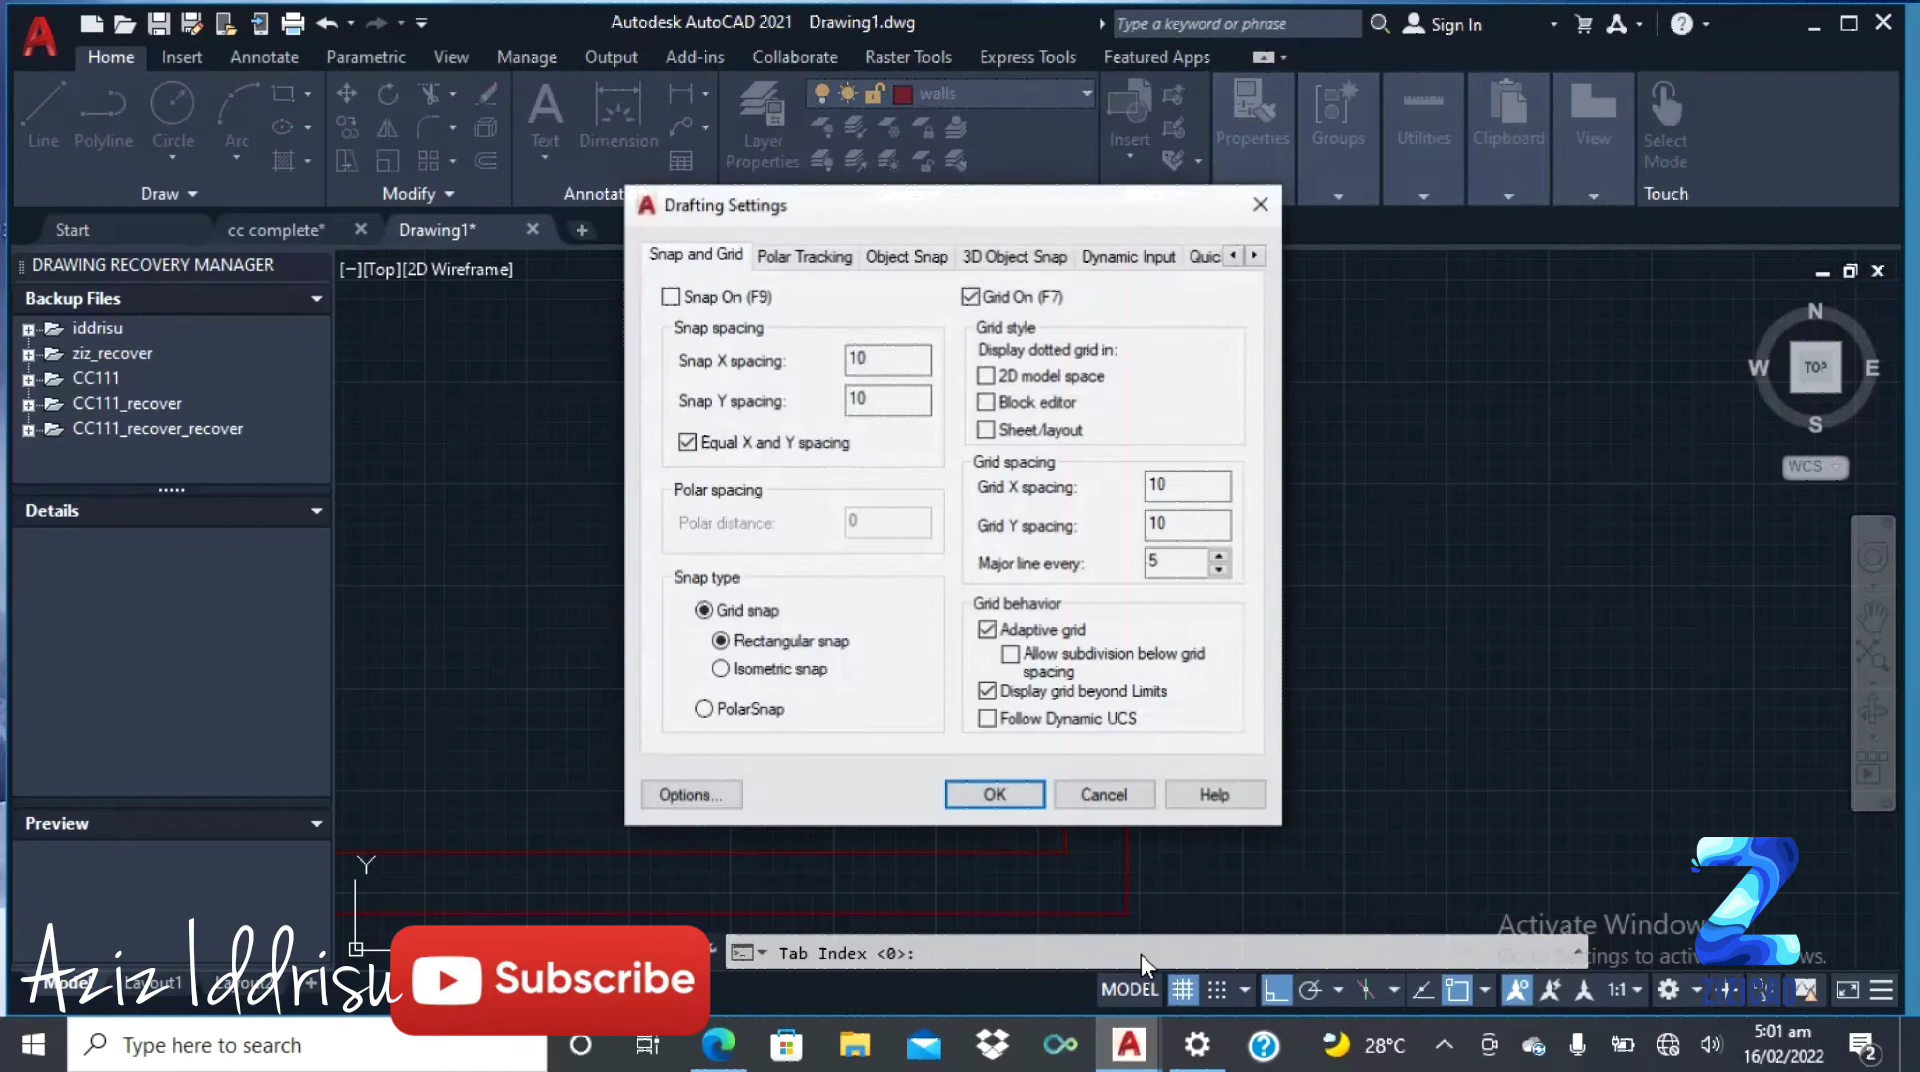 Autodesk AutoCAD 2021 Drawing1.dwg
Type a keyword or phrase
Sign In
Home Insert Annotate Parametric View Manage Output Add-ins Collaborate Raster Tools Express Tools Featured Apps
Line Polyline Circle Arc
Text Dimension
Layer Properties
walls
Insert
Properties Groups Utilities Clipboard View
Select Mode
Draw Modify Touch
Start cc complete* Drawing1*
DRAWING RECOVERY MANAGER
Backup Files
iddrisu
ziz_recover
CC111
CC111_recover
CC111_recover_recover
Details
Preview
[−][Top][2D Wireframe]
N
W TOP E
S
WCS
Drafting Settings
Snap and Grid Polar Tracking Object Snap 3D Object Snap Dynamic Input Quic
Snap On (F9)
Snap spacing
Snap X spacing: 10
Snap Y spacing: 10
Equal X and Y spacing
Polar spacing
Polar distance: 0
Snap type
Grid snap
Rectangular snap
Isometric snap
PolarSnap
Grid On (F7)
Grid style
Display dotted grid in:
2D model space
Block editor
Sheet/layout
Grid spacing
Grid X spacing: 10
Grid Y spacing: 10
Major line every: 5
Grid behavior
Adaptive grid
Allow subdivision below grid
spacing
Display grid beyond Limits
Follow Dynamic UCS
Options... OK Cancel Help
Y
Aziz Iddrisu
Subscribe
Tab Index <0>:
Activate Window
Model Layout1
MODEL 1:1
Type here to search
28°C
5:01 am
16/02/2022
2